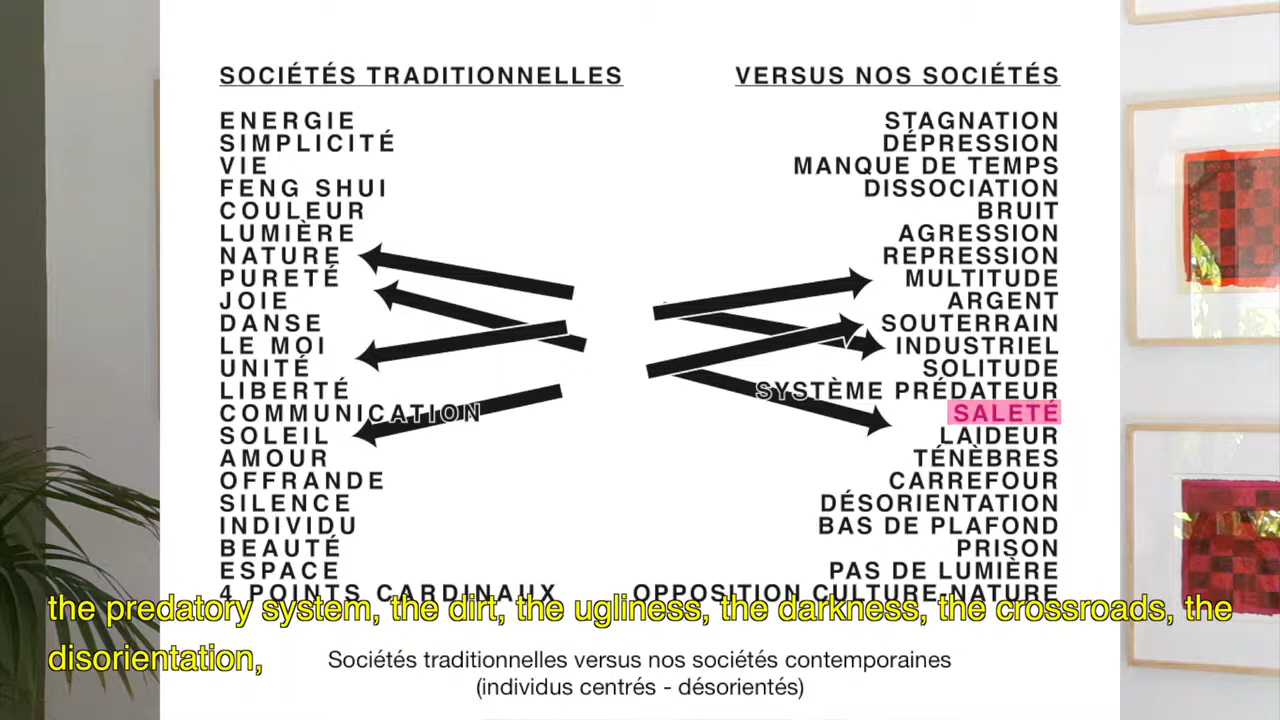 SOCIÉTÉS TRADITIONNELLES
ENERGIE
SIMPLICITÉ
VIE
FENG SHUI
COULEUR
LUMIÈRE
NATURE
PURETÉ
JOIE
DANSE
LE MOI
UNITÉ
LIBERTÉ
COMMUNICATION
SOLEIL
AMOUR
OFFRANDE
SILENCE
INDIVIDU
BEAUTÉ
ESPACE
4 POINTS CARDINAUX
VERSUS NOS SOCIÉTÉS
STAGNATION
DÉPRESSION
MANQUE DE TEMPS
DISSOCIATION
BRUIT
AGRESSION
REPRESSION
MULTITUDE
ARGENT
SOUTERRAIN
INDUSTRIEL
SOLITUDE
SYSTÈME PRÉDATEUR
SALETÉ
LAIDEUR
TÉNÈBRES
CARREFOUR
DÉSORIENTATION
BAS DE PLAFOND
PRISON
PAS DE LUMIÈRE
OPPOSITION CULTURE NATURE
the predatory system, the dirt, the ugliness, the darkness, the crossroads, the
disorientation,
Sociétés traditionnelles versus nos sociétés contemporaines
(individus centrés - désorientés)